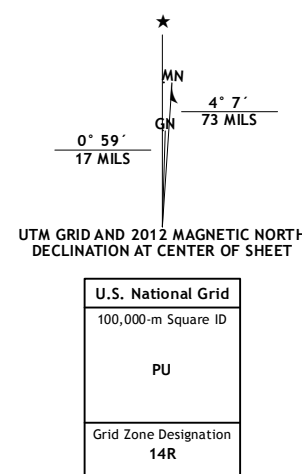 ★
MN
4° 7´
73 MILS
GN
0° 59´
17 MILS
UTM GRID AND 2012 MAGNETIC NORTH
DECLINATION AT CENTER OF SHEET
U.S. National Grid
100,000-m Square ID
PU
Grid Zone Designation
14R